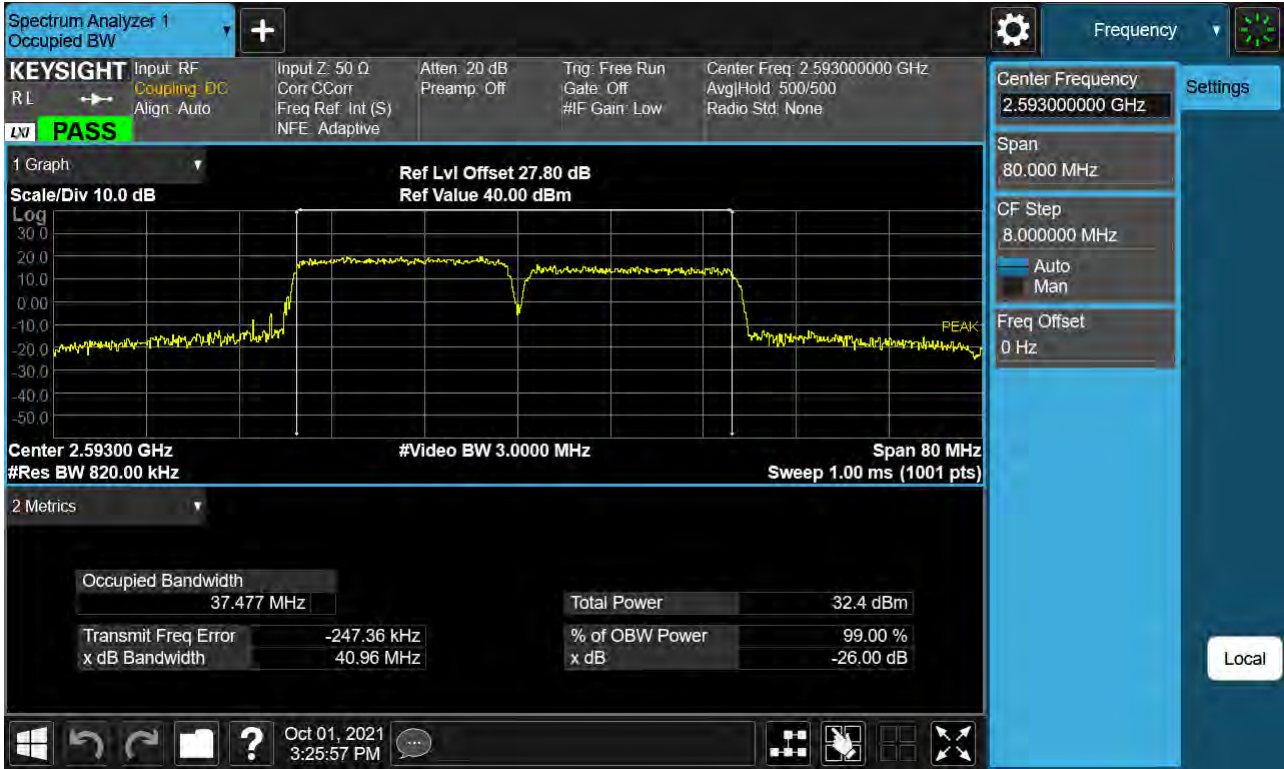 Spectrum Analyzer 1
Occupied BW
Frequency
KEYSIGHT
R L
LXI PASS
Input: RF
Coupling: DC
Align: Auto
Input Z: 50 Ω
Corr CCorr
Freq Ref: Int (S)
NFE: Adaptive
Atten: 20 dB
Preamp: Off
Trig: Free Run
Gate: Off
#IF Gain: Low
Center Freq: 2.593000000 GHz
Avg|Hold: 500/500
Radio Std: None
Center Frequency
2.593000000 GHz
Settings
Span
80.000 MHz
CF Step
8.000000 MHz
Auto
Man
Freq Offset
0 Hz
Local
1 Graph
Scale/Div 10.0 dB
Ref Lvl Offset 27.80 dB
Ref Value 40.00 dBm
Log
30.0
20.0
10.0
0.00
-10.0
-20.0
-30.0
-40.0
-50.0
PEAK
Center 2.59300 GHz
#Video BW 3.0000 MHz
Span 80 MHz
#Res BW 820.00 kHz
Sweep 1.00 ms (1001 pts)
2 Metrics
Occupied Bandwidth
37.477 MHz
Total Power 32.4 dBm
Transmit Freq Error -247.36 kHz
% of OBW Power 99.00 %
x dB Bandwidth 40.96 MHz
x dB -26.00 dB
?
Oct 01, 2021
3:25:57 PM